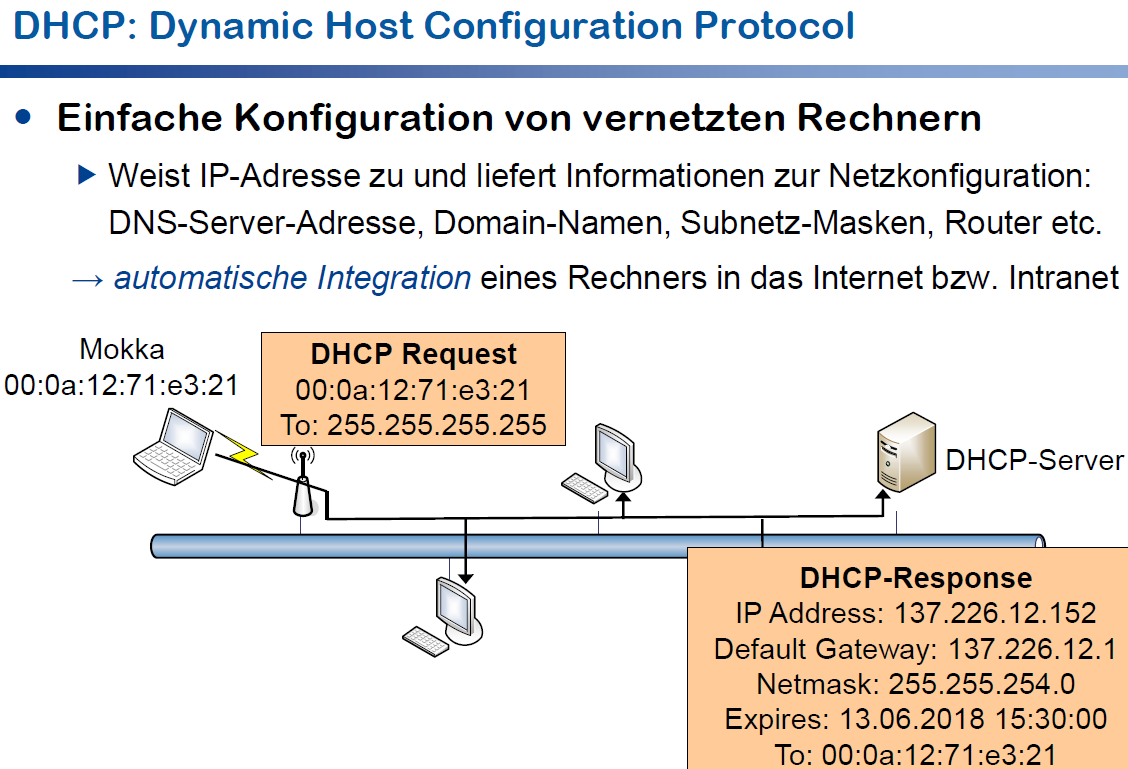 DHCP: Dynamic Host Configuration Protocol
Einfache Konfiguration von vernetzten Rechnern
Weist IP-Adresse zu und liefert Informationen zur Netzkonfiguration:
DNS-Server-Adresse, Domain-Namen, Subnetz-Masken, Router etc.
→ automatische Integration eines Rechners in das Internet bzw. Intranet
Mokka
00:0a:12:71:e3:21
DHCP Request
00:0a:12:71:e3:21
To: 255.255.255.255
DHCP-Server
DHCP-Response
IP Address: 137.226.12.152
Default Gateway: 137.226.12.1
Netmask: 255.255.254.0
Expires: 13.06.2018 15:30:00
To: 00:0a:12:71:e3:21